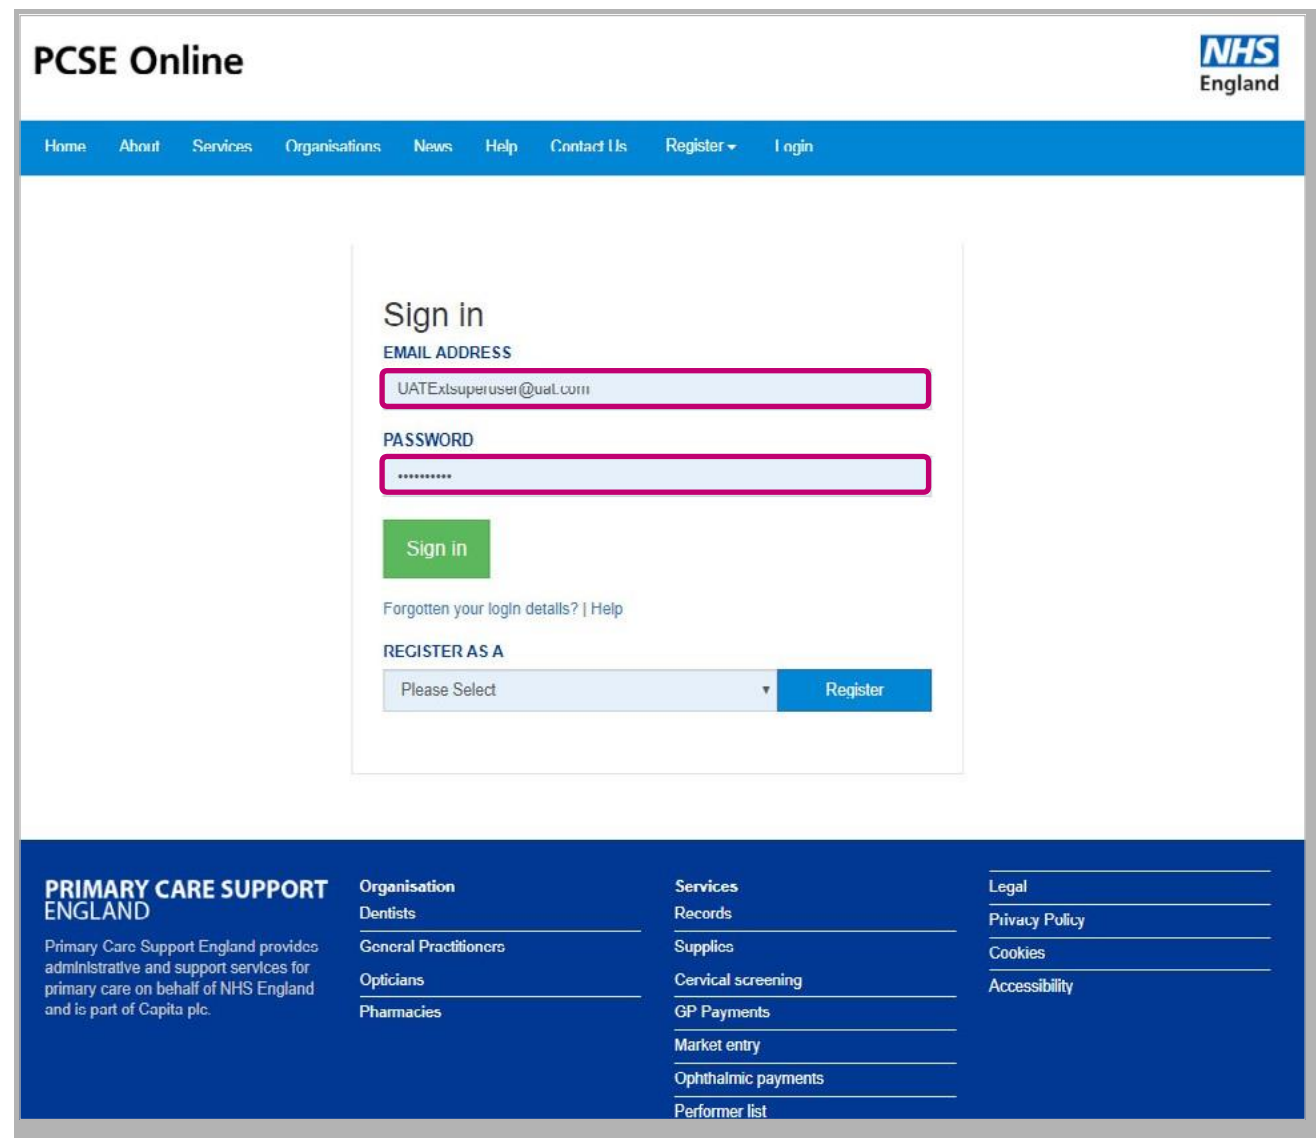 PCSE Online
NHS
England
Home About Services Organisations News Help Contact Us Register Login
Sign in
EMAIL ADDRESS
UATExtsuperuser@uat.com
PASSWORD
••••••••••
Sign in
Forgotten your login details? | Help
REGISTER AS A
Please Select
Register
PRIMARY CARE SUPPORT
ENGLAND
Primary Care Support England provides
administrative and support services for
primary care on behalf of NHS England
and is part of Capita plc.
Organisation
Dentists
General Practitioners
Opticians
Pharmacies
Services
Records
Supplies
Cervical screening
GP Payments
Market entry
Ophthalmic payments
Performer list
Legal
Privacy Policy
Cookies
Accessibility